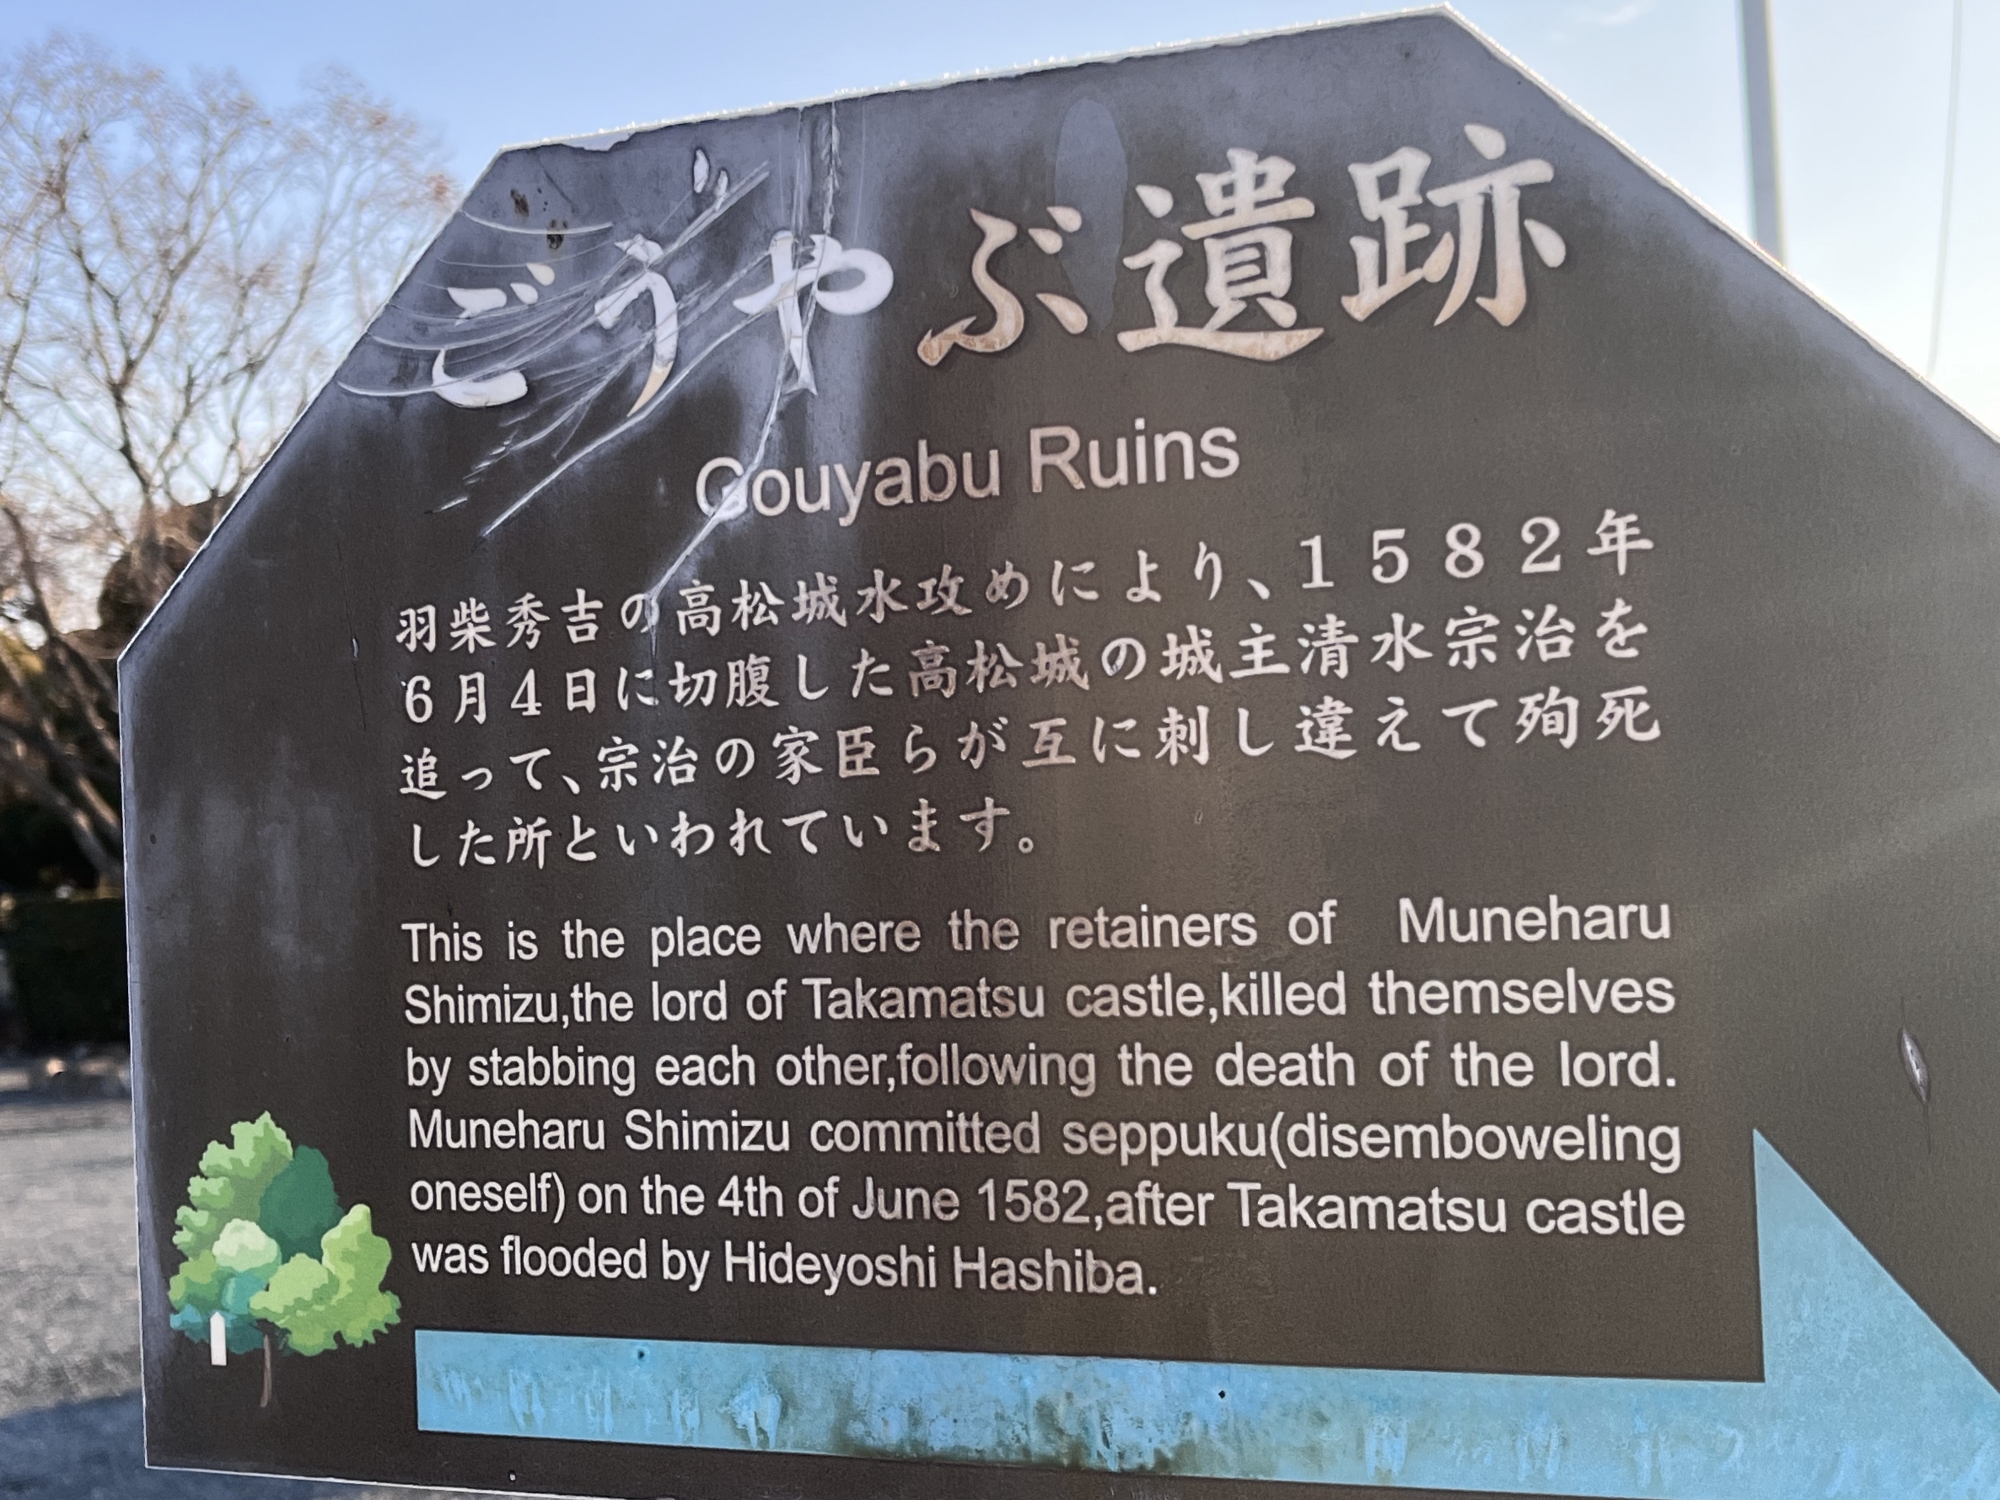 ごうやぶ遺跡
Gouyabu Ruins
羽柴秀吉の高松城水攻めにより、１５８２年
６月４日に切腹した高松城の城主清水宗治を
追って、宗治の家臣らが互に刺し違えて殉死
した所といわれています。
This is the place where the retainers of Muneharu
Shimizu,the lord of Takamatsu castle,killed themselves
by stabbing each other,following the death of the lord.
Muneharu Shimizu committed seppuku(disemboweling
oneself) on the 4th of June 1582,after Takamatsu castle
was flooded by Hideyoshi Hashiba.